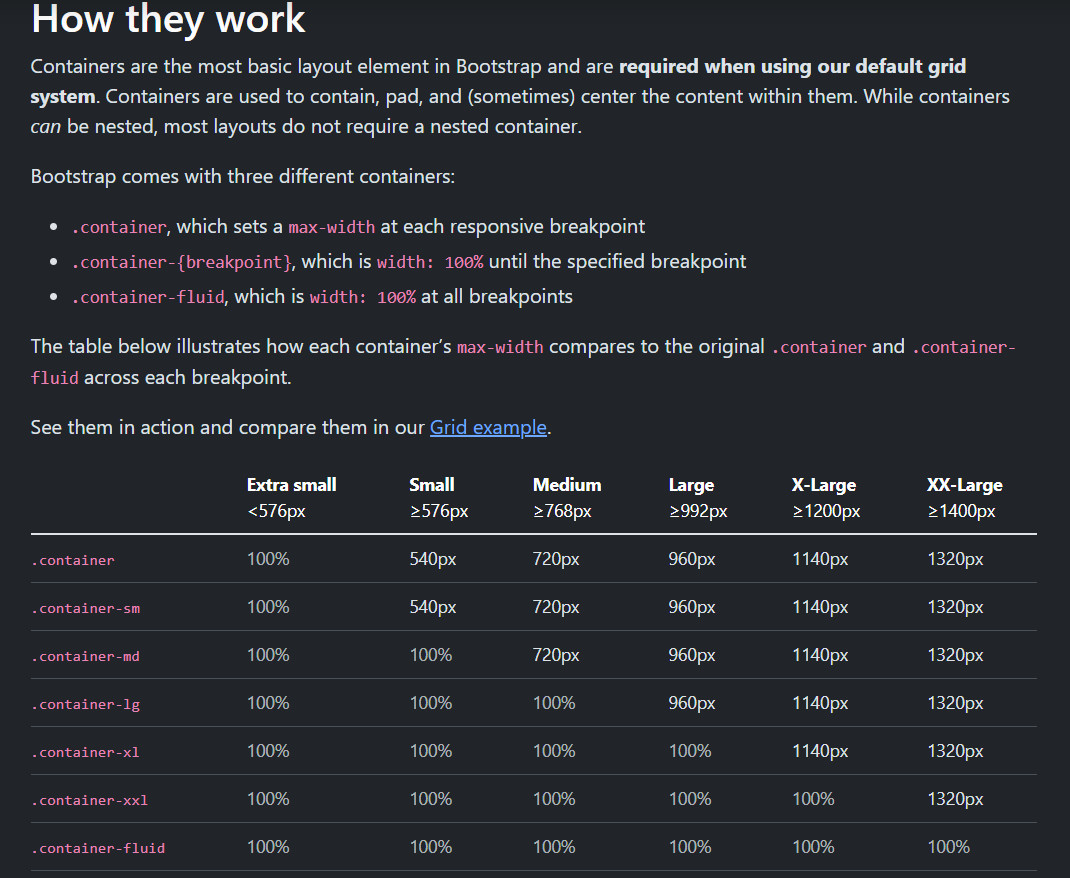 How they work
Containers are the most basic layout element in Bootstrap and are required when using our default grid
system. Containers are used to contain, pad, and (sometimes) center the content within them. While containers
can be nested, most layouts do not require a nested container.
Bootstrap comes with three different containers:
• .container, which sets a max-width at each responsive breakpoint
• .container-{breakpoint}, which is width: 100% until the specified breakpoint
• .container-fluid, which is width: 100% at all breakpoints
The table below illustrates how each container’s max-width compares to the original .container and .container-
fluid across each breakpoint.
See them in action and compare them in our Grid example.
Extra small Small Medium Large X-Large XX-Large
<576px ≥576px ≥768px ≥992px ≥1200px ≥1400px
.container 100% 540px 720px 960px 1140px 1320px
.container-sm 100% 540px 720px 960px 1140px 1320px
.container-md 100% 100% 720px 960px 1140px 1320px
.container-lg 100% 100% 100% 960px 1140px 1320px
.container-xl 100% 100% 100% 100% 1140px 1320px
.container-xxl 100% 100% 100% 100% 100% 1320px
.container-fluid 100% 100% 100% 100% 100% 100%